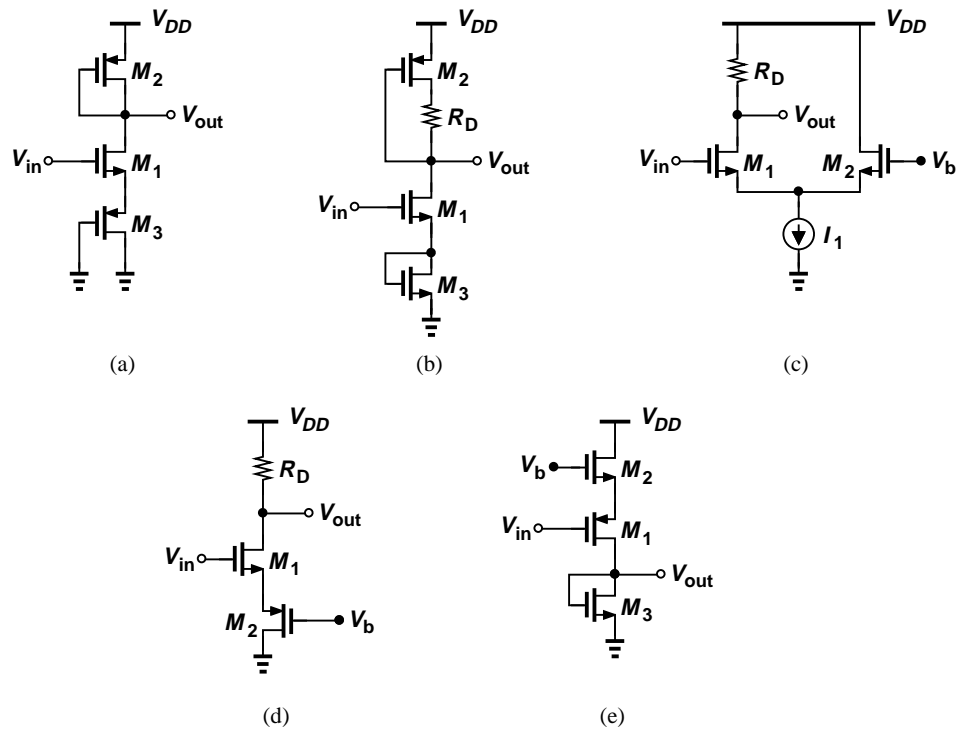 V_DD
M_2
V_out
V_in
M_1
M_3
(a)
V_DD
M_2
R_D
V_out
V_in
M_1
M_3
(b)
V_DD
R_D
V_out
V_in
M_1
M_2
V_b
I_1
(c)
V_DD
R_D
V_out
V_in
M_1
M_2
V_b
(d)
V_DD
V_b
M_2
V_in
M_1
V_out
M_3
(e)